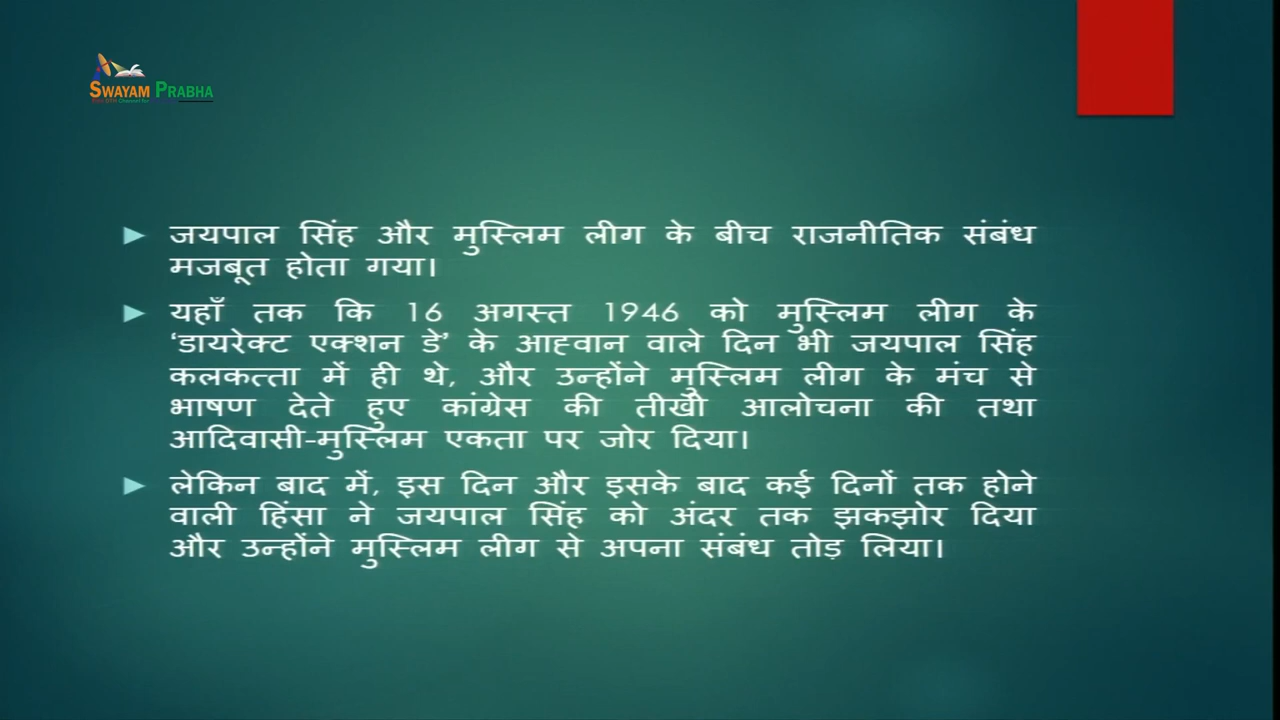 SWAYAM PRABHA
जयपाल सिंह और मुस्लिम लीग के बीच राजनीतिक संबंध
मजबूत होता गया।
यहाँ तक कि 16 अगस्त 1946 को मुस्लिम लीग के
‘डायरेक्ट एक्शन डे’ के आह्वान वाले दिन भी जयपाल सिंह
कलकत्ता में ही थे, और उन्होंने मुस्लिम लीग के मंच से
भाषण देते हुए कांग्रेस की तीखी आलोचना की तथा
आदिवासी-मुस्लिम एकता पर जोर दिया।
लेकिन बाद में, इस दिन और इसके बाद कई दिनों तक होने
वाली हिंसा ने जयपाल सिंह को अंदर तक झकझोर दिया
और उन्होंने मुस्लिम लीग से अपना संबंध तोड़ लिया।